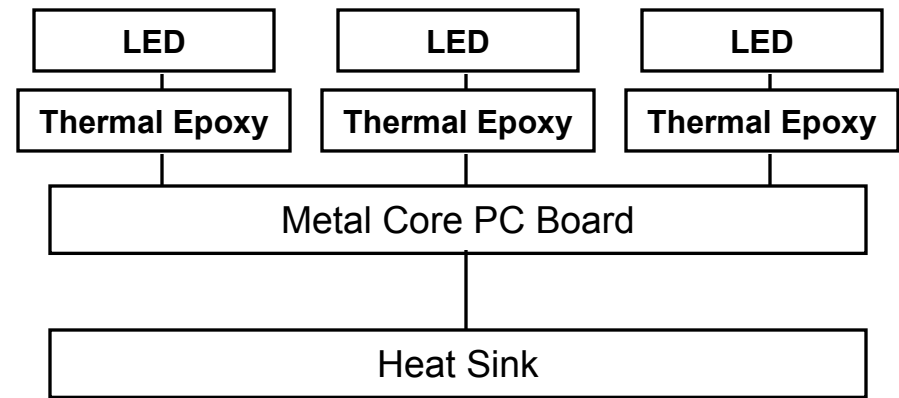 LED
LED
LED
Thermal Epoxy
Thermal Epoxy
Thermal Epoxy
Metal Core PC Board
Heat Sink